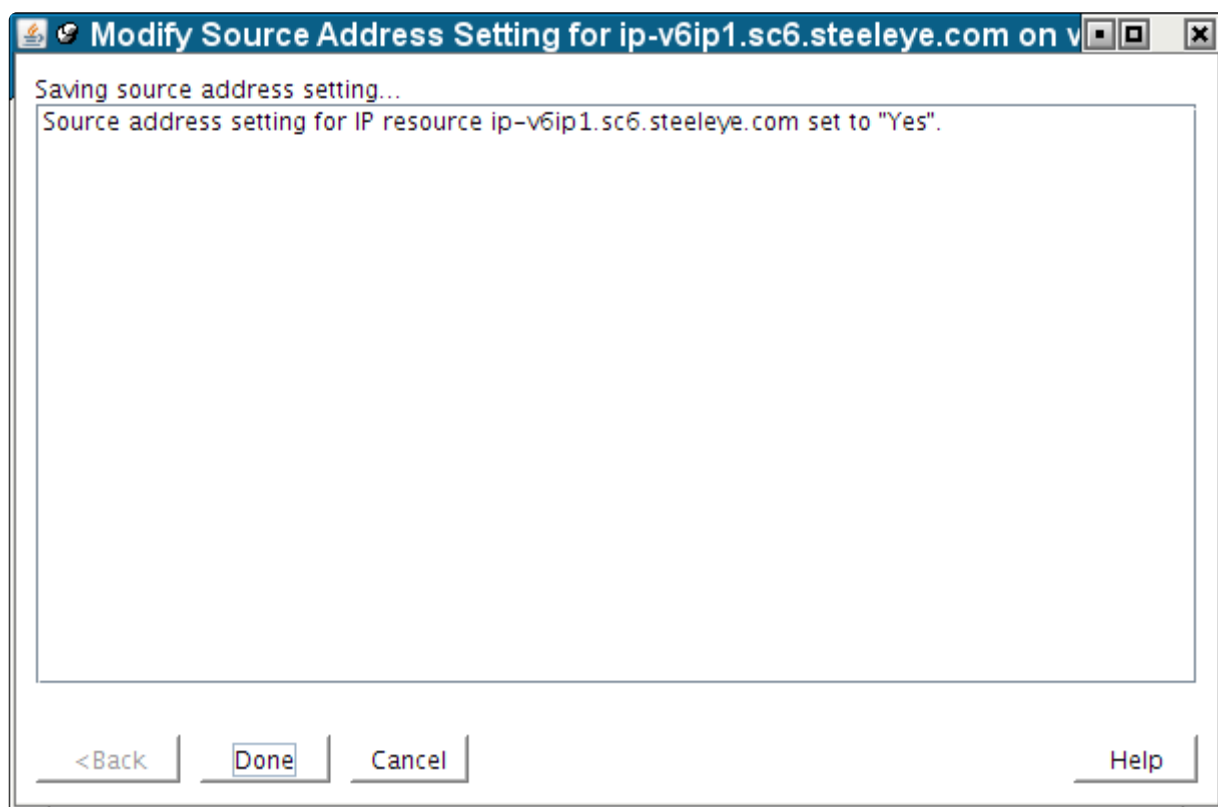 Modify Source Address Setting for ip-v6ip1.sc6.steeleye.com on
Saving source address setting...
Source address setting for IP resource ip-v6ip1.sc6.steeleye.com set to "Yes".
<Back Done Cancel Help